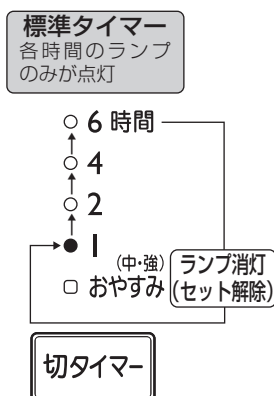 標準タイマー
各時間のランプ
のみが点灯
6 時間
4
2
1
(中・強)
おやすみ
ランプ消灯
(セット解除)
切タイマー